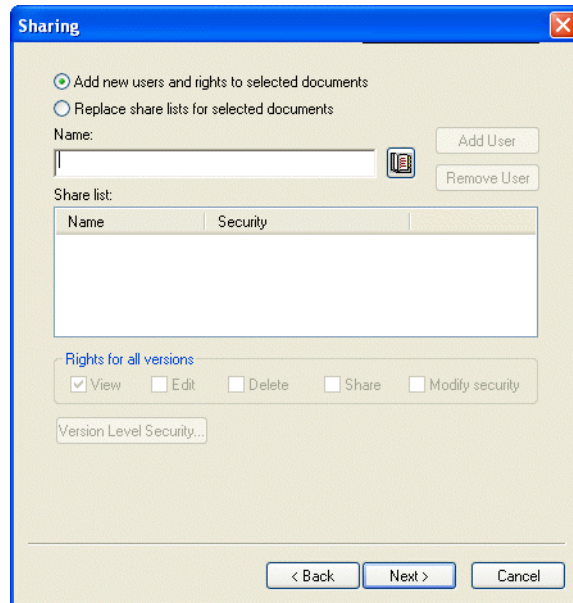 Sharing
Add new users and rights to selected documents
Replace share lists for selected documents
Name:
Add User
Remove User
Share list:
Name Security
Rights for all versions
View Edit Delete Share Modify security
Version Level Security...
< Back Next > Cancel